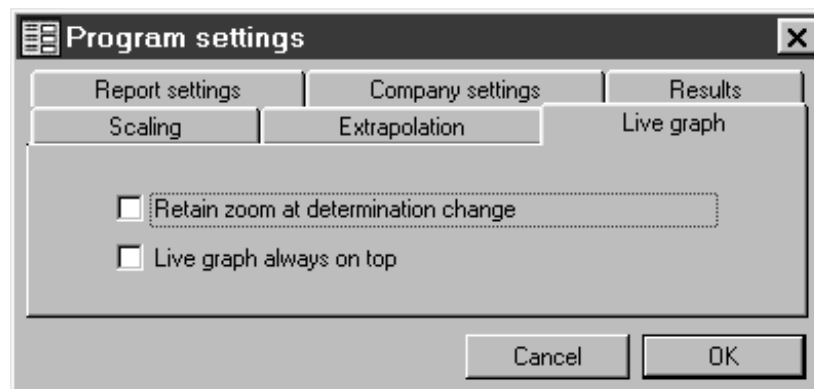 Program settings
Report settings Company settings Results
Scaling Extrapolation Live graph
Retain zoom at determination change
Live graph always on top
Cancel OK